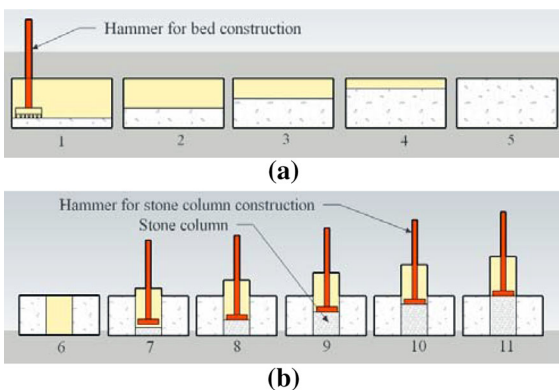 Hammer for bed construction
1 2 3 4 5
(a)
Hammer for stone column construction
Stone column
6 7 8 9 10 11
(b)